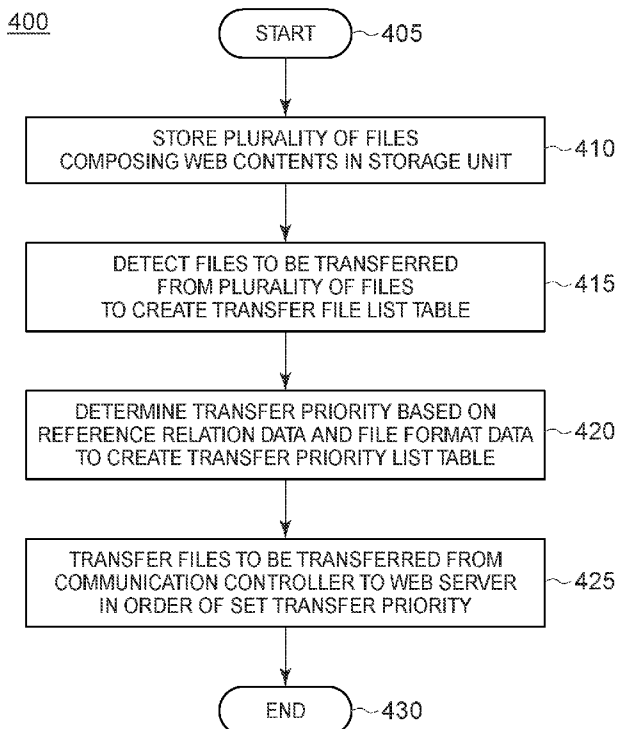 400
START
405
STORE PLURALITY OF FILES
COMPOSING WEB CONTENTS IN STORAGE UNIT
410
DETECT FILES TO BE TRANSFERRED
FROM PLURALITY OF FILES
TO CREATE TRANSFER FILE LIST TABLE
415
DETERMINE TRANSFER PRIORITY BASED ON
REFERENCE RELATION DATA AND FILE FORMAT DATA
TO CREATE TRANSFER PRIORITY LIST TABLE
420
TRANSFER FILES TO BE TRANSFERRED FROM
COMMUNICATION CONTROLLER TO WEB SERVER
IN ORDER OF SET TRANSFER PRIORITY
425
END
430